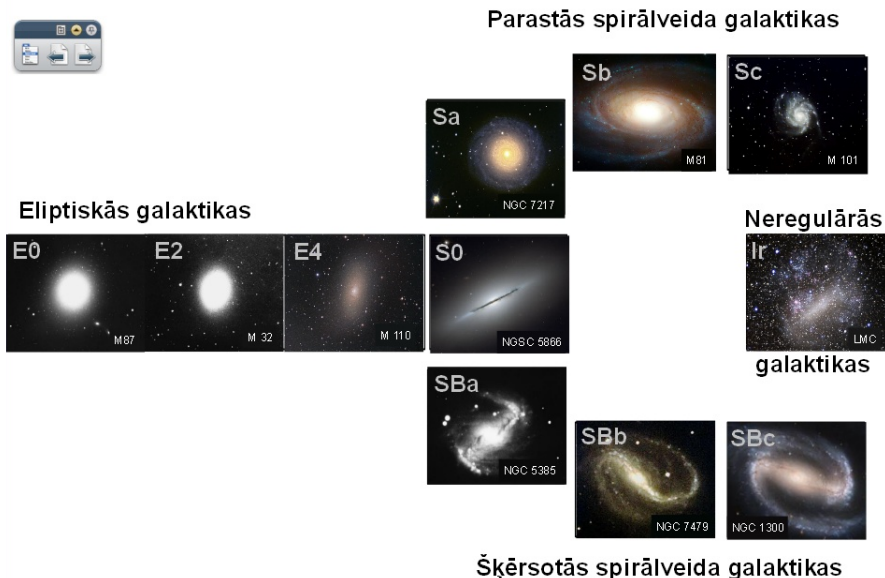 Parastās spirālveida galaktikas
Sb
M81
Sc
M 101
Sa
NGC 7217
Eliptiskās galaktikas
E0
M87
E2
M 32
E4
M 110
S0
NGSC 5866
Neregulārās
Ir
LMC
galaktikas
SBa
NGC 5385
SBb
NGC 7479
SBc
NGC 1300
Šķērsotās spirālveida galaktikas